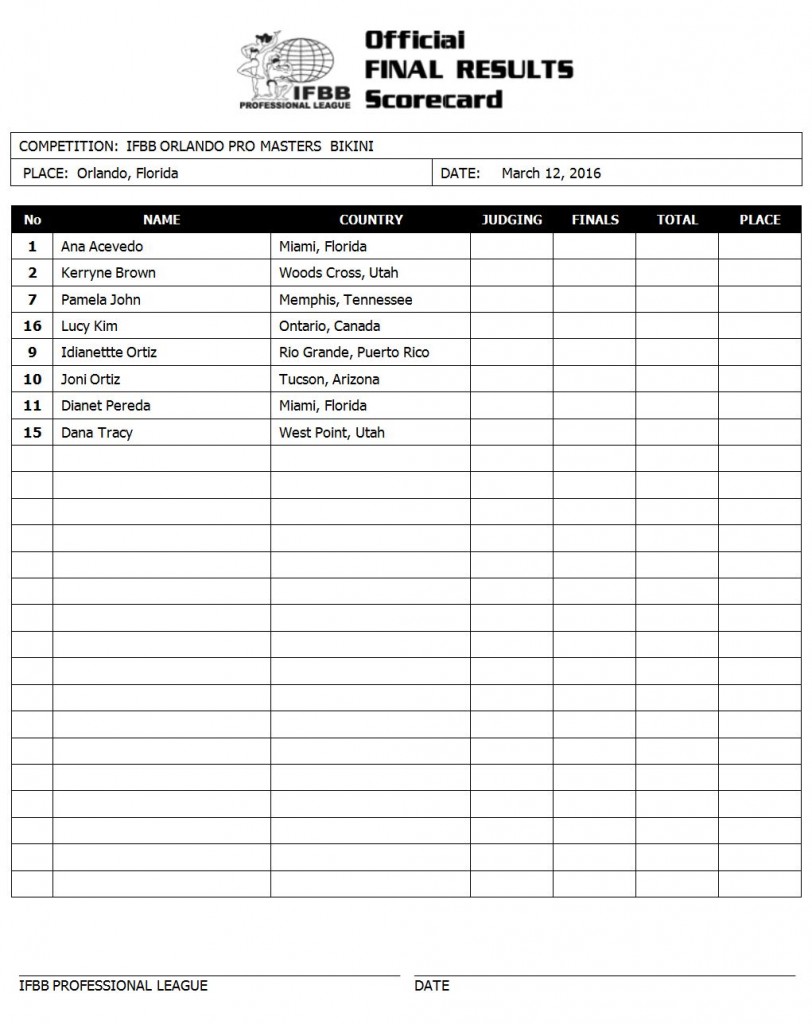 IFBB
PROFESSIONAL LEAGUE
Official
FINAL RESULTS
Scorecard
COMPETITION: IFBB ORLANDO PRO MASTERS BIKINI
PLACE: Orlando, Florida DATE: March 12, 2016
No NAME COUNTRY JUDGING FINALS TOTAL PLACE
1 Ana Acevedo Miami, Florida
2 Kerryne Brown Woods Cross, Utah
7 Pamela John Memphis, Tennessee
16 Lucy Kim Ontario, Canada
9 Idianettte Ortiz Rio Grande, Puerto Rico
10 Joni Ortiz Tucson, Arizona
11 Dianet Pereda Miami, Florida
15 Dana Tracy West Point, Utah
IFBB PROFESSIONAL LEAGUE DATE